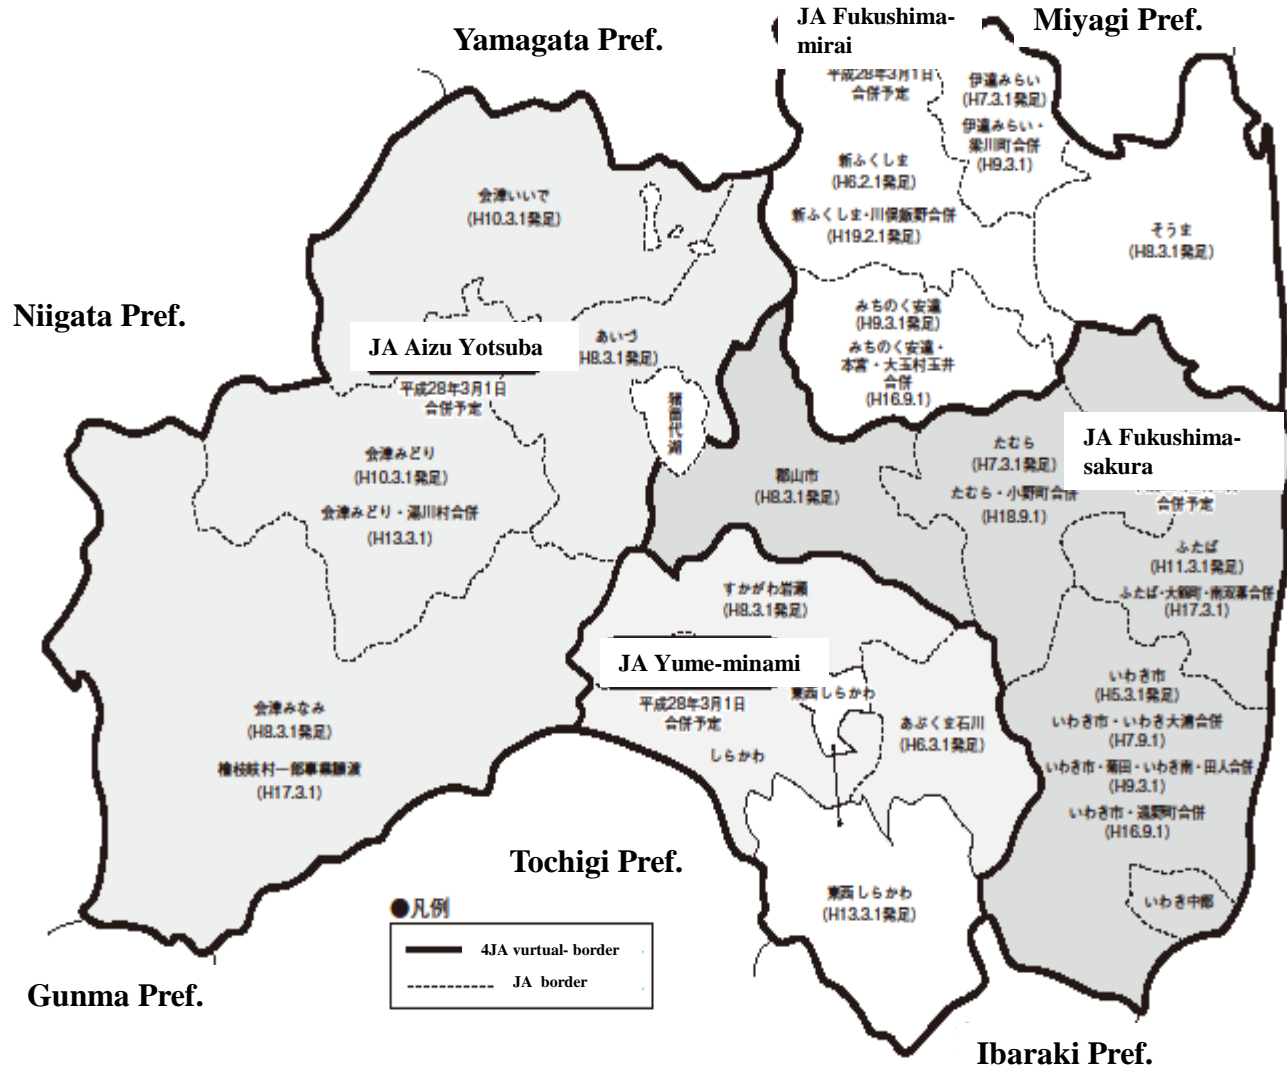 Yamagata Pref.
JA Fukushima-
mirai
Miyagi Pref.
平成28年3月1日
合併予定
伊達みらい
(H7.3.1発足)
伊達みらい・
梁川町合併
(H9.3.1)
新ふくしま
(H6.2.1発足)
新ふくしま・川俣飯野合併
(H19.2.1発足)
そうま
(H8.3.1発足)
会津いいで
(H10.3.1発足)
Niigata Pref.
JA Aizu Yotsuba
平成28年3月1日
合併予定
あいづ
(H8.3.1発足)
猪苗代湖
みちのく安達
(H9.3.1発足)
みちのく安達・
本宮・大玉村玉井
合併
(H16.9.1)
会津みどり
(H10.3.1発足)
会津みどり・湯川村合併
(H13.3.1)
郡山市
(H8.3.1発足)
たむら
(H7.3.1発足)
たむら・小野町合併
(H18.9.1)
JA Fukushima-
sakura
合併予定
ふたば
(H11.3.1発足)
ふたば・大熊町・南双葉合併
(H17.3.1)
すかがわ岩瀬
(H8.3.1発足)
JA Yume-minami
平成28年3月1日
合併予定
しらかわ
東西しらかわ
あぶくま石川
(H6.3.1発足)
いわき市
(H5.3.1発足)
いわき市・いわき大浦合併
(H7.9.1)
いわき市・菊田・いわき南・田人合併
(H9.3.1)
いわき市・遠野町合併
(H16.9.1)
いわき中部
会津みなみ
(H8.3.1発足)
檜枝岐村一部事業譲渡
(H17.3.1)
東西しらかわ
(H13.3.1発足)
Tochigi Pref.
●凡例
4JA vurtual- border
JA border
Gunma Pref.
Ibaraki Pref.